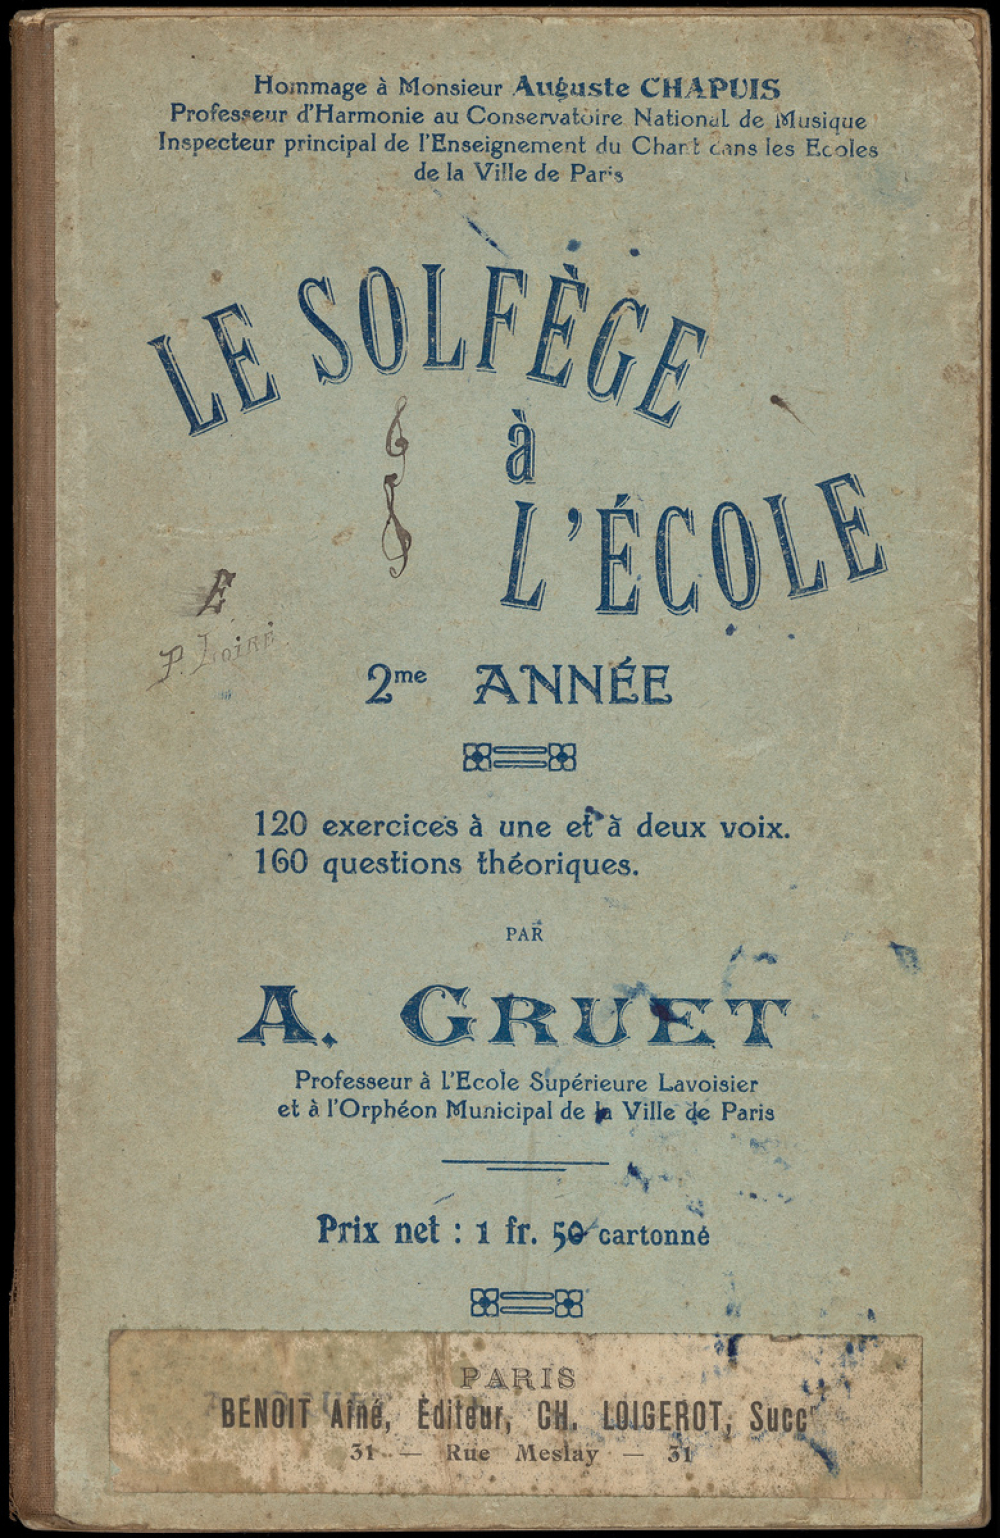 Hommage à Monsieur Auguste CHAPUIS
Professeur d'Harmonie au Conservatoire National de Musique
Inspecteur principal de l'Enseignement du Chant dans les Ecoles
de la Ville de Paris
LE SOLFÈGE
à
L'ÉCOLE
E
P. Loire
2me ANNÉE
120 exercices à une et à deux voix.
160 questions théoriques.
PAR
A. GRUET
Professeur à l'Ecole Supérieure Lavoisier
et à l'Orphéon Municipal de la Ville de Paris
Prix net : 1 fr. 50 cartonné
PARIS
BENOIT Aîné, Éditeur, CH. LOIGEROT, Succr
31 — Rue Meslay — 31